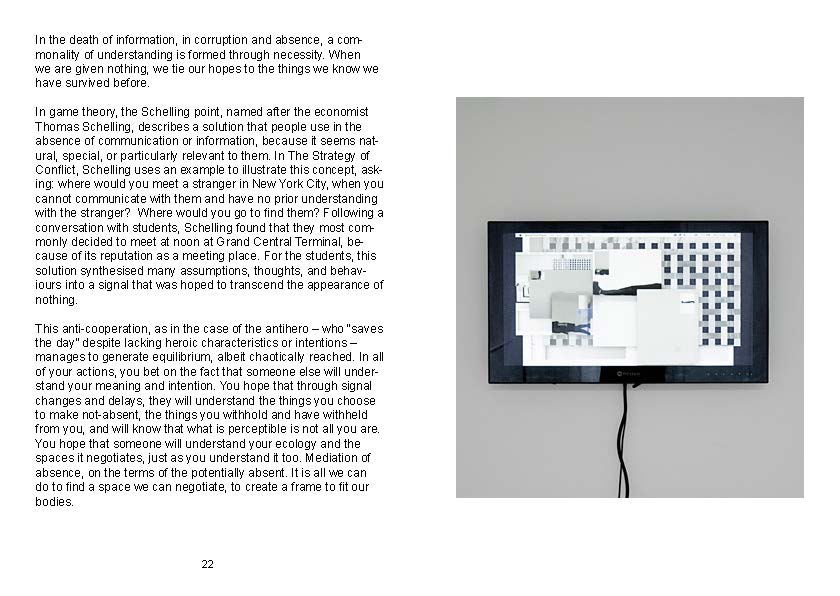 In the death of information, in corruption and absence, a com-
monality of understanding is formed through necessity. When
we are given nothing, we tie our hopes to the things we know we
have survived before.
In game theory, the Schelling point, named after the economist
Thomas Schelling, describes a solution that people use in the
absence of communication or information, because it seems nat-
ural, special, or particularly relevant to them. In The Strategy of
Conflict, Schelling uses an example to illustrate this concept, ask-
ing: where would you meet a stranger in New York City, when you
cannot communicate with them and have no prior understanding
with the stranger?  Where would you go to find them? Following a
conversation with students, Schelling found that they most com-
monly decided to meet at noon at Grand Central Terminal, be-
cause of its reputation as a meeting place. For the students, this
solution synthesised many assumptions, thoughts, and behav-
iours into a signal that was hoped to transcend the appearance of
nothing.
This anti-cooperation, as in the case of the antihero – who “saves
the day” despite lacking heroic characteristics or intentions –
manages to generate equilibrium, albeit chaotically reached. In all
of your actions, you bet on the fact that someone else will under-
stand your meaning and intention. You hope that through signal
changes and delays, they will understand the things you choose
to make not-absent, the things you withhold and have withheld
from you, and will know that what is perceptible is not all you are.
You hope that someone will understand your ecology and the
spaces it negotiates, just as you understand it too. Mediation of
absence, on the terms of the potentially absent. It is all we can
do to find a space we can negotiate, to create a frame to fit our
bodies.
22